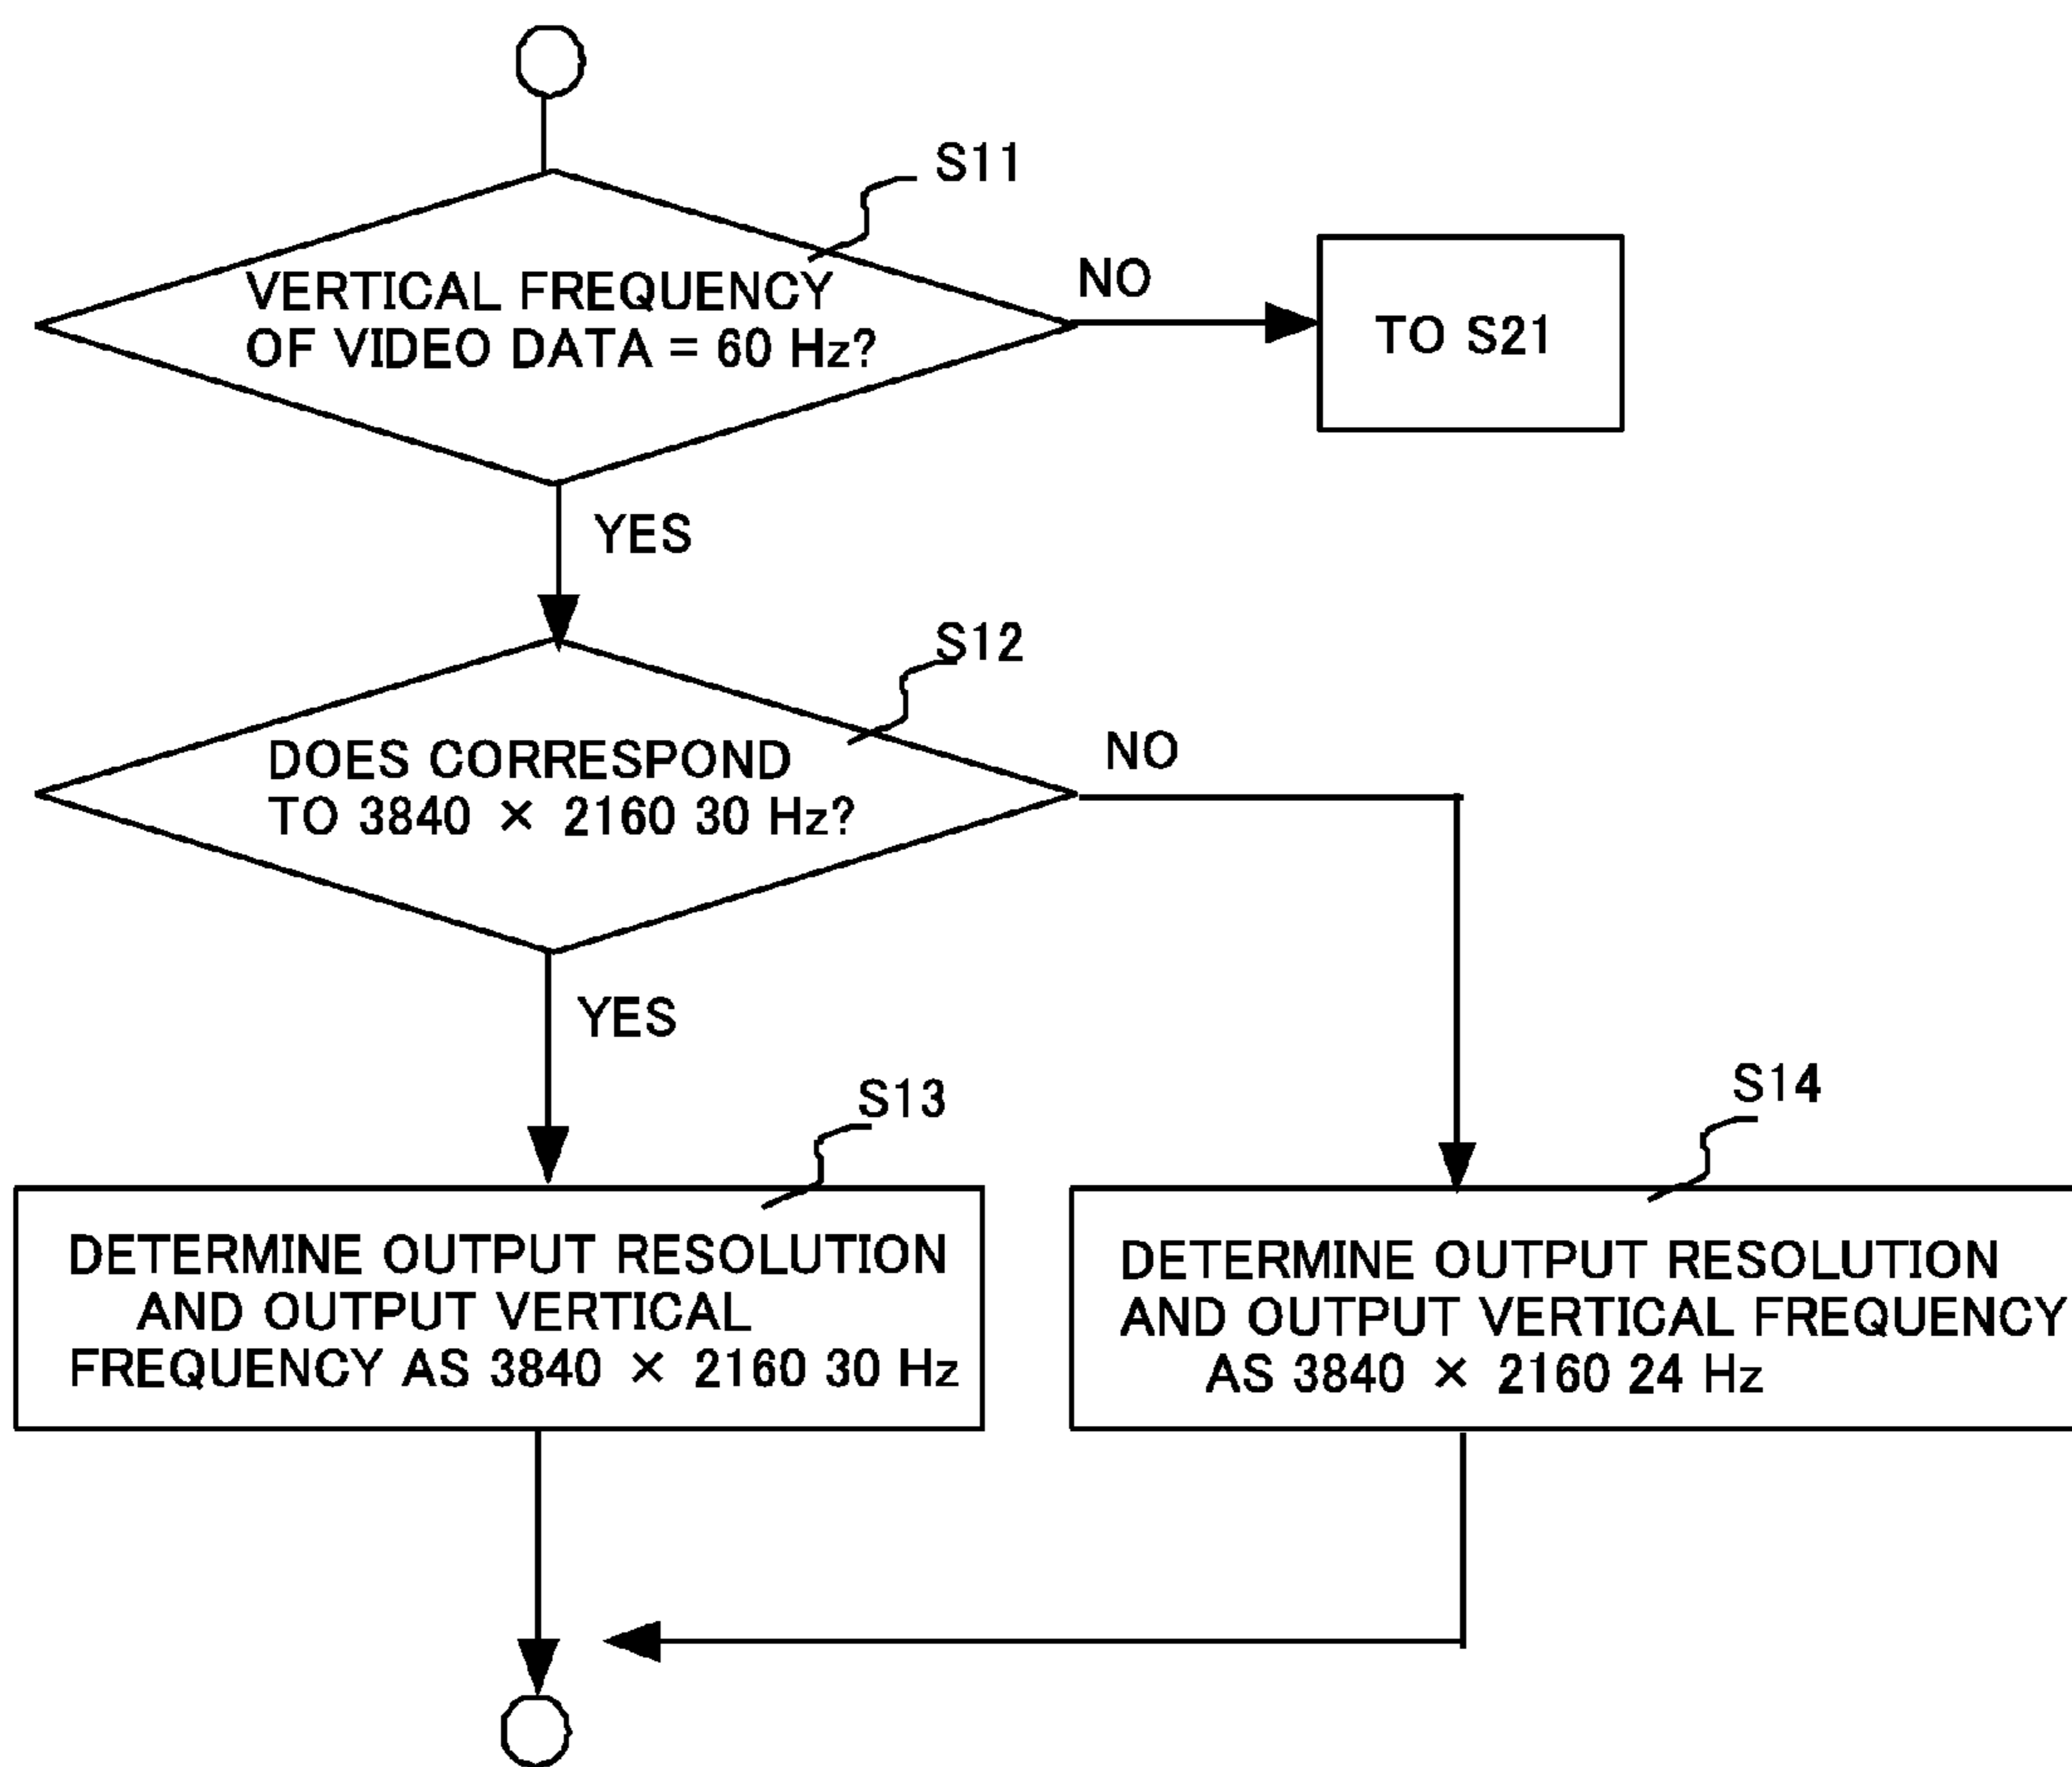 S11
VERTICAL FREQUENCY
OF VIDEO DATA = 60 Hz?
NO
TO S21
YES
S12
DOES CORRESPOND
TO 3840 × 2160 30 Hz?
NO
YES
S13
DETERMINE OUTPUT RESOLUTION
AND OUTPUT VERTICAL
FREQUENCY AS 3840 × 2160 30 Hz
S14
DETERMINE OUTPUT RESOLUTION
AND OUTPUT VERTICAL FREQUENCY
AS 3840 × 2160 24 Hz